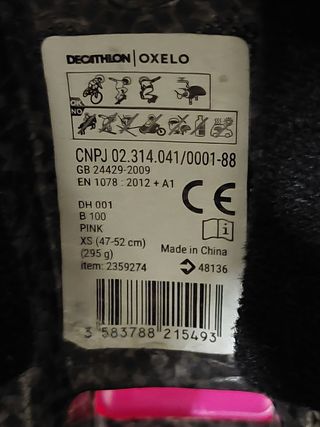 DECATHLON | OXELO
OK
NO
CNPJ 02.314.041/0001-88
GB 24429-2009
EN 1078 : 2012 + A1
DH 001
B 100
PINK
XS (47-52 cm)
(295 g)
item: 2359274
CE
i
Made in China
48136
3 583788 215493